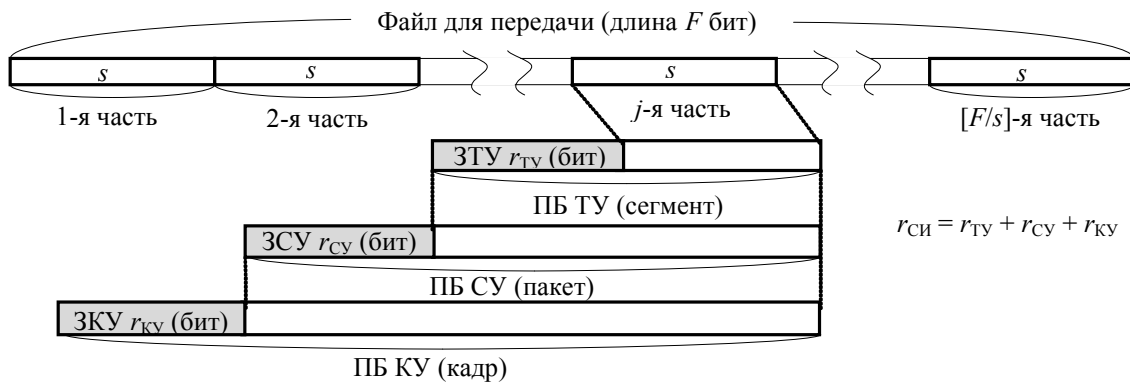 Файл для передачи (длина F бит)
s s s s
1-я часть 2-я часть j-я часть [F/s]-я часть
ЗТУ rТУ (бит)
ПБ ТУ (сегмент)
rСИ = rТУ + rСУ + rКУ
ЗСУ rСУ (бит)
ПБ СУ (пакет)
ЗКУ rКУ (бит)
ПБ КУ (кадр)